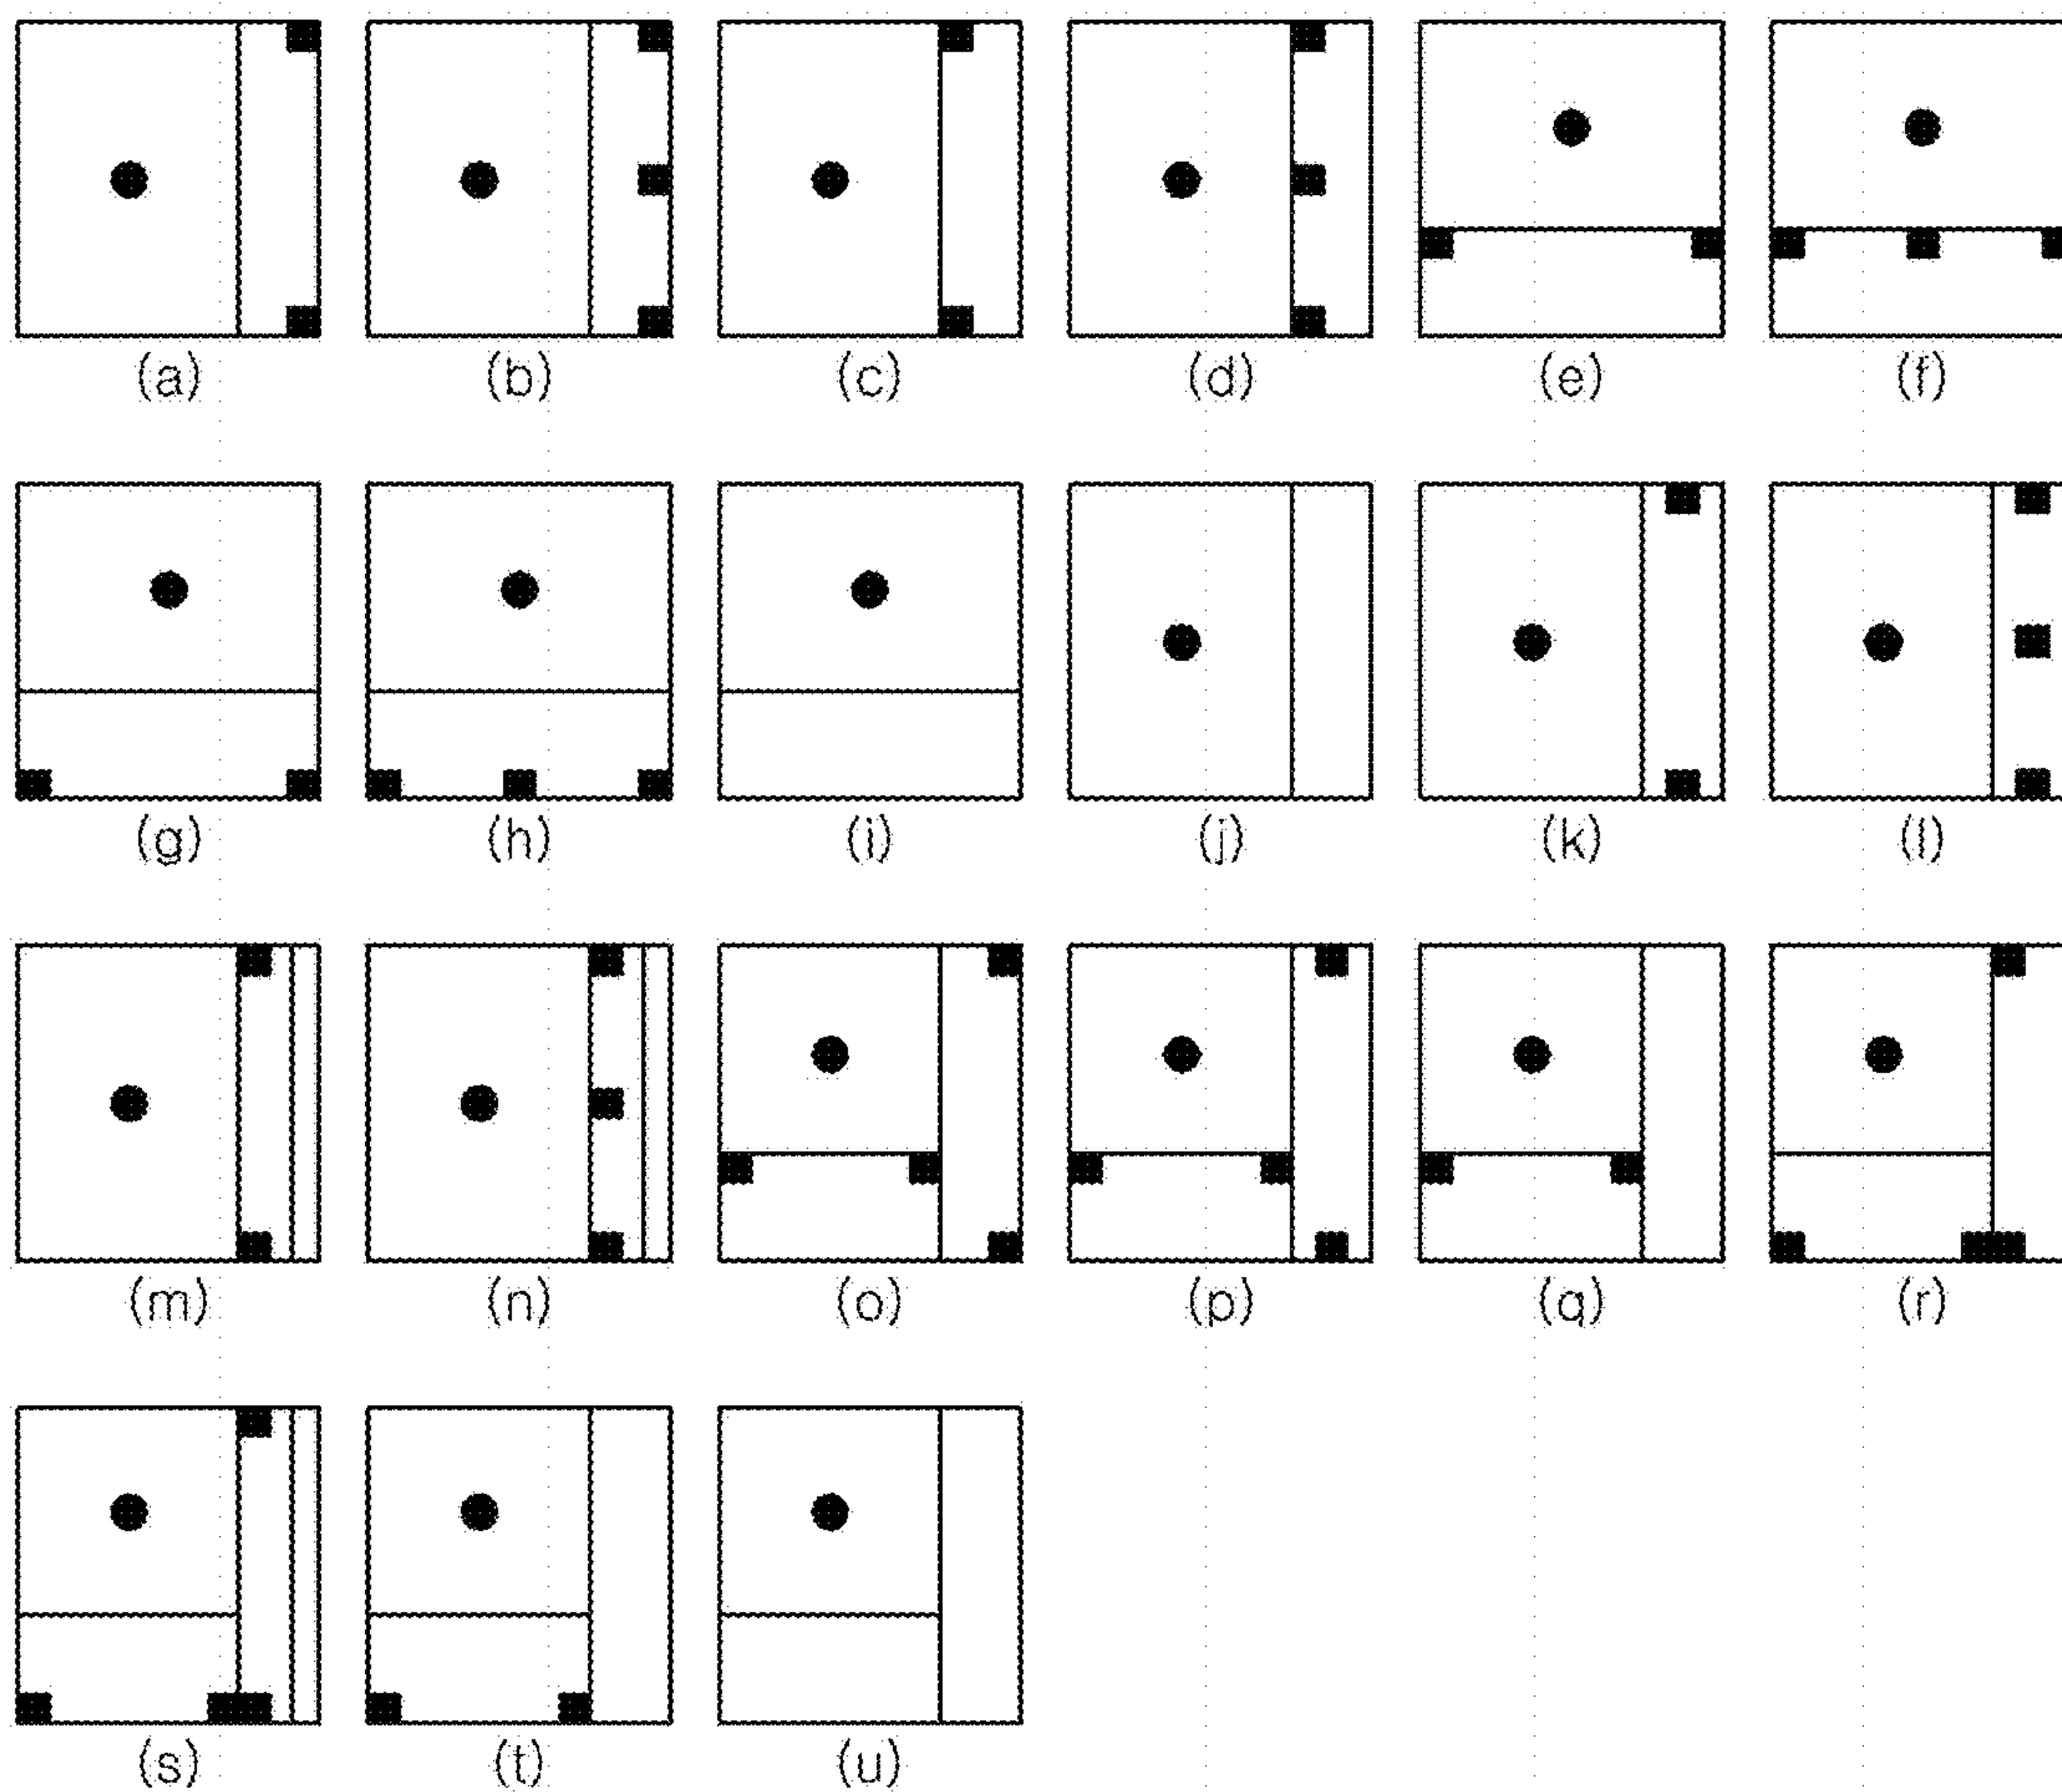 (a) (b) (c) (d) (e) (f)
(g) (h) (i) (j) (k) (l)
(m) (n) (o) (p) (q) (r)
(s) (t) (u)